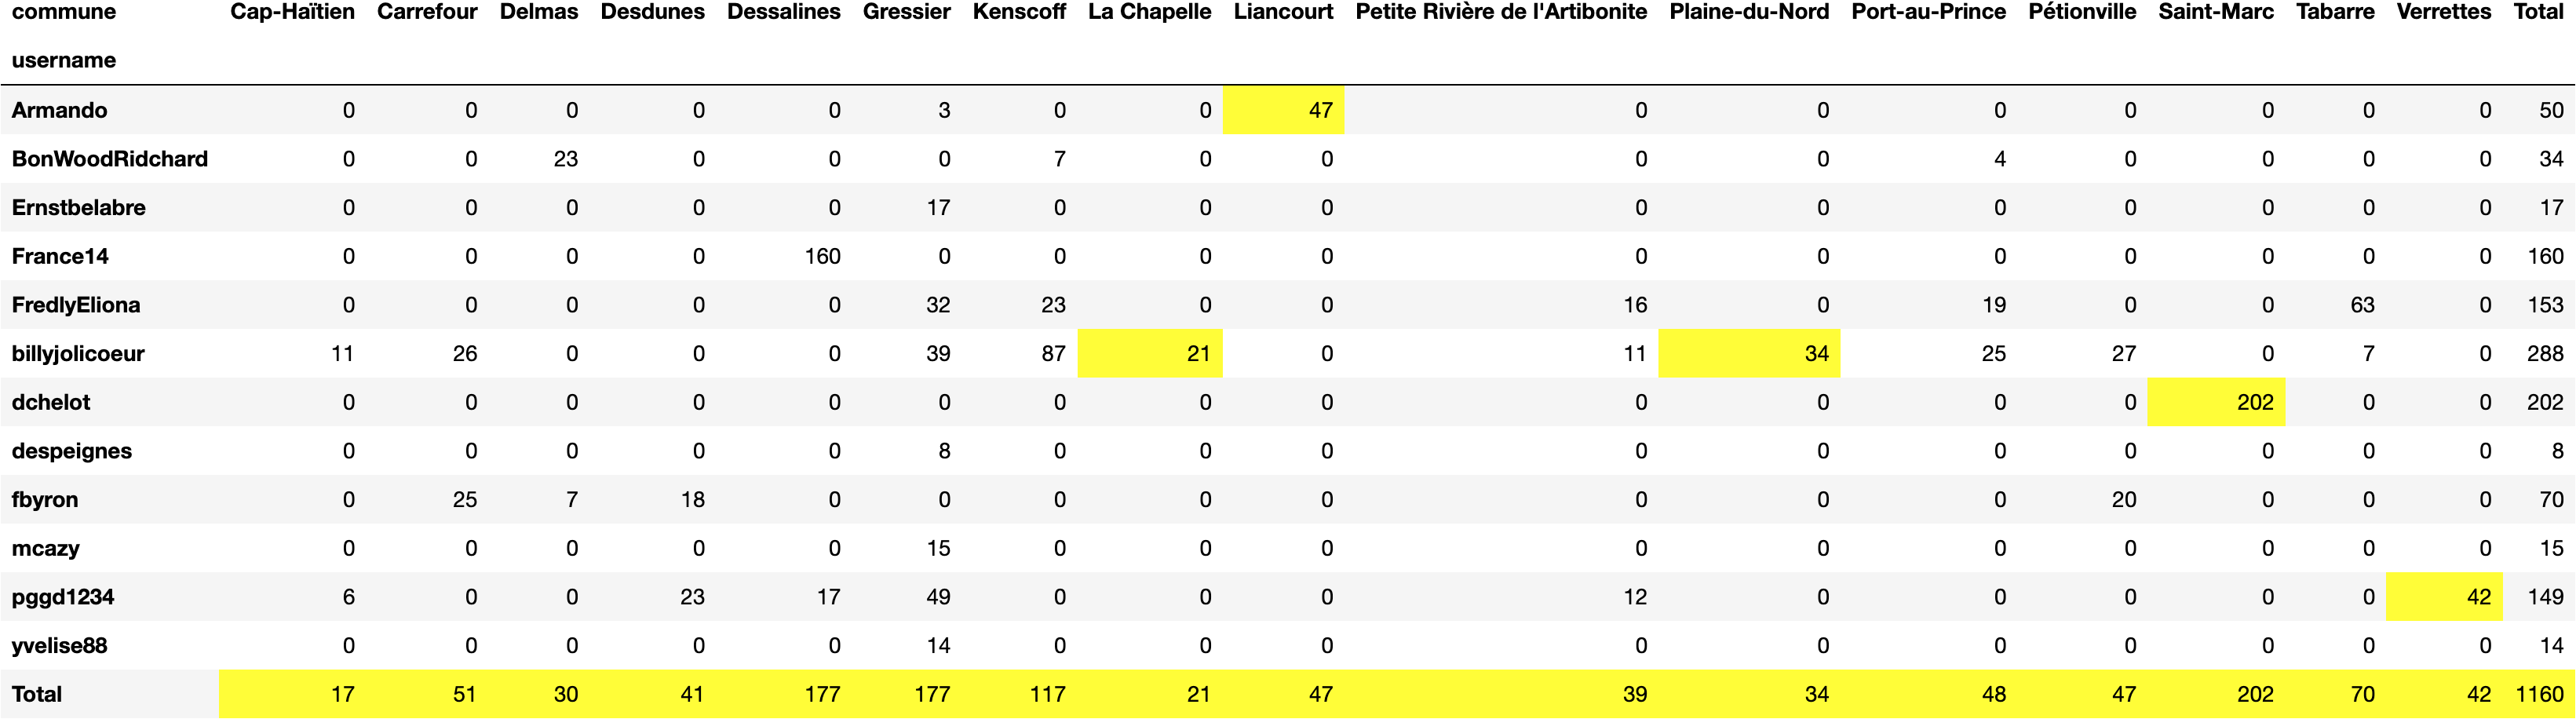 commune Cap-Haïtien Carrefour Delmas Desdunes Dessalines Gressier Kenscoff La Chapelle Liancourt Petite Rivière de l'Artibonite Plaine-du-Nord Port-au-Prince Pétionville Saint-Marc Tabarre Verrettes Total
username
Armando 0 0 0 0 0 3 0 0 47 0 0 0 0 0 0 0 50
BonWoodRidchard 0 0 23 0 0 0 7 0 0 0 0 4 0 0 0 0 34
Ernstbelabre 0 0 0 0 0 17 0 0 0 0 0 0 0 0 0 0 17
France14 0 0 0 0 160 0 0 0 0 0 0 0 0 0 0 0 160
FredlyEliona 0 0 0 0 0 32 23 0 0 16 0 19 0 0 63 0 153
billyjolicoeur 11 26 0 0 0 39 87 21 0 11 34 25 27 0 7 0 288
dchelot 0 0 0 0 0 0 0 0 0 0 0 0 0 202 0 0 202
despeignes 0 0 0 0 0 8 0 0 0 0 0 0 0 0 0 0 8
fbyron 0 25 7 18 0 0 0 0 0 0 0 0 20 0 0 0 70
mcazy 0 0 0 0 0 15 0 0 0 0 0 0 0 0 0 0 15
pggd1234 6 0 0 23 17 49 0 0 0 12 0 0 0 0 0 42 149
yvelise88 0 0 0 0 0 14 0 0 0 0 0 0 0 0 0 0 14
Total 17 51 30 41 177 177 117 21 47 39 34 48 47 202 70 42 1160